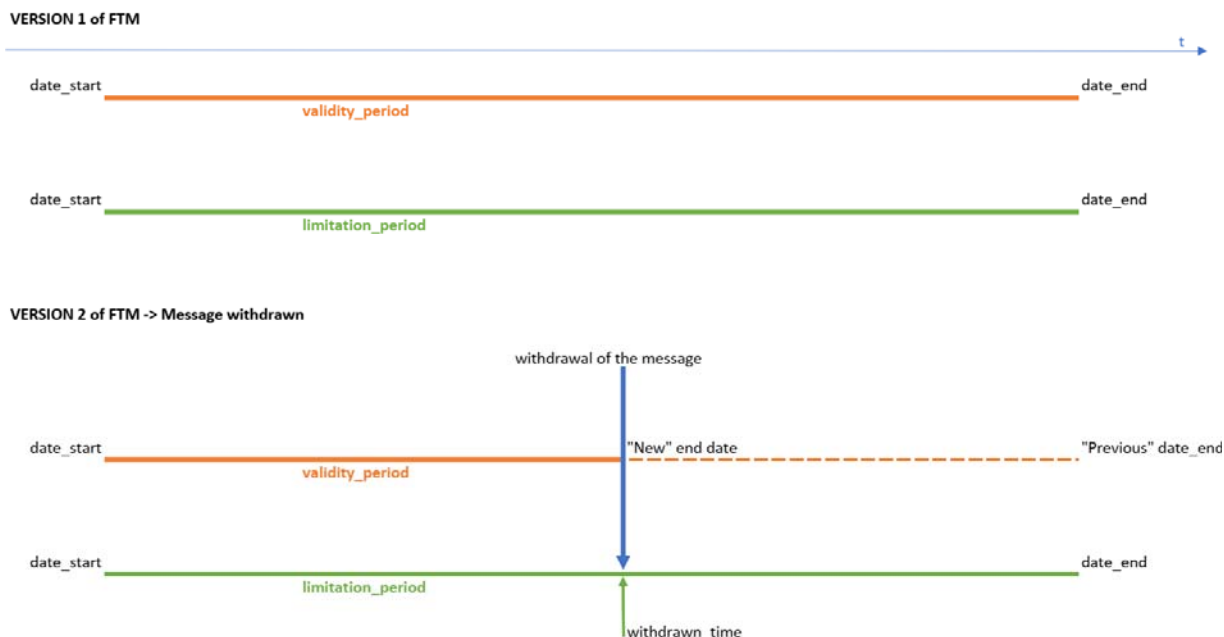 VERSION 1 of FTM
t
date_start
date_end
validity_period
date_start
date_end
limitation_period
VERSION 2 of FTM -> Message withdrawn
withdrawal of the message
date_start
"New" end date
"Previous" date_end
validity_period
date_start
date_end
limitation_period
withdrawn_time